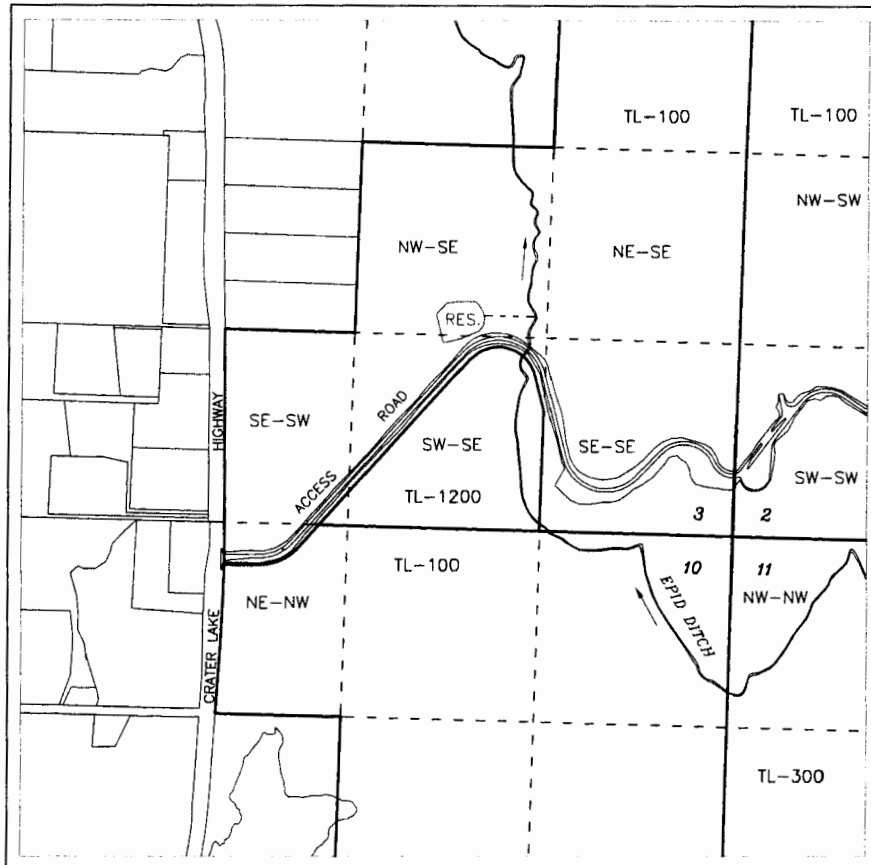 TL-100
TL-100
NW-SW
NW-SE
NE-SE
RES.
HIGHWAY
SE-SW
ACCESS ROAD
SW-SE
SE-SE
TL-1200
SW-SW
3
2
TL-100
10
11
NE-NW
EPID DITCH
NW-NW
CRATER LAKE
TL-300